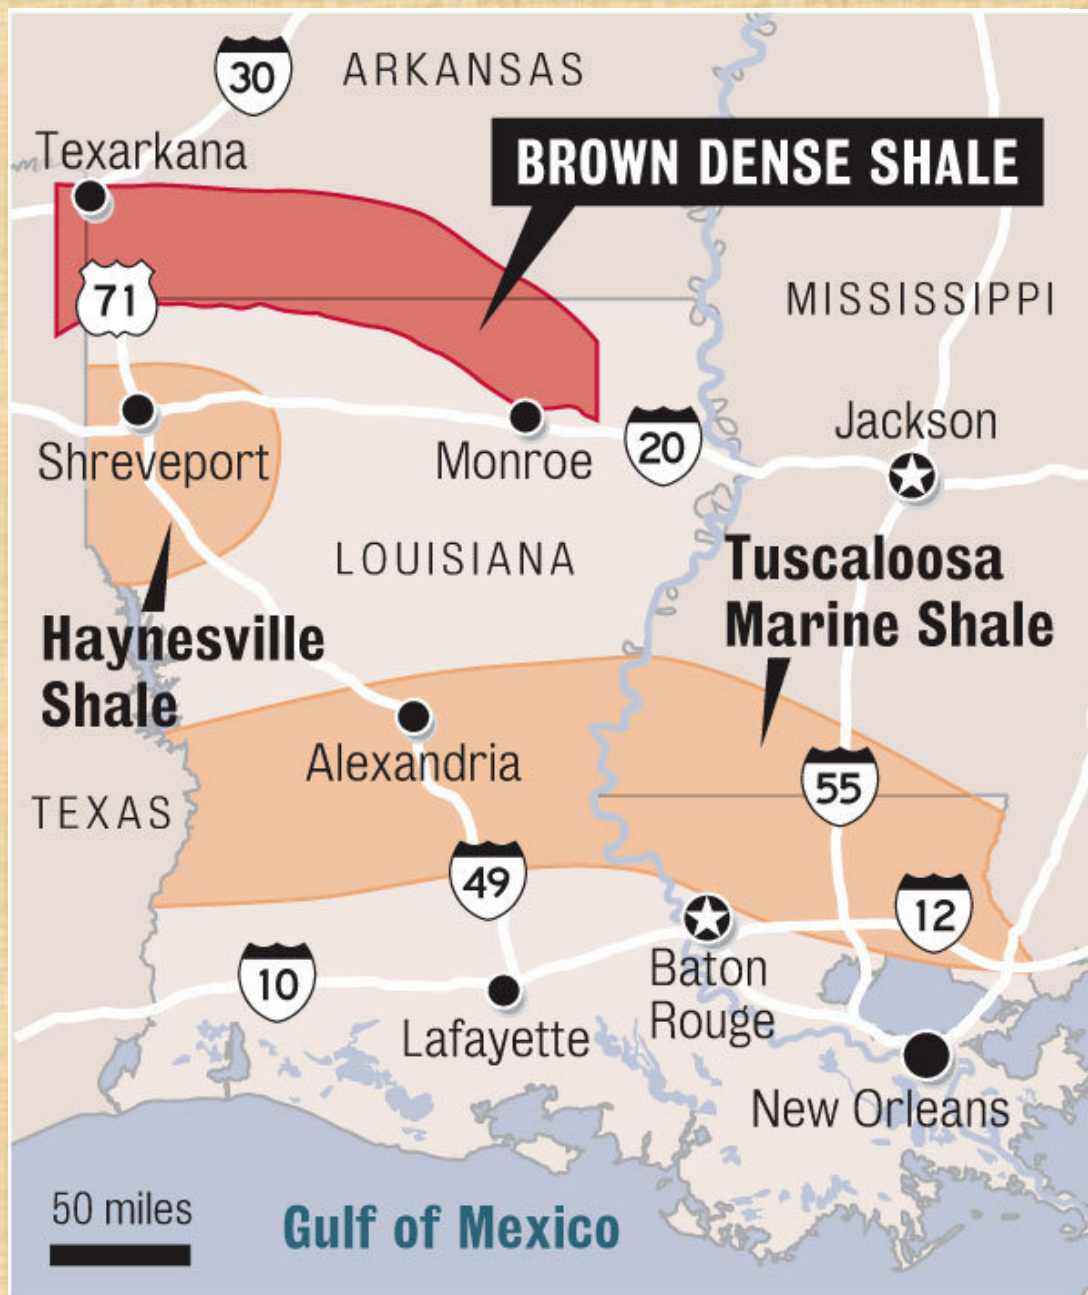 30
ARKANSAS
Texarkana
BROWN DENSE SHALE
71
MISSISSIPPI
Jackson
20
Shreveport
Monroe
LOUISIANA
Tuscaloosa
Marine Shale
Haynesville
Shale
Alexandria
TEXAS
55
49
12
10
Baton
Rouge
Lafayette
New Orleans
50 miles
Gulf of Mexico